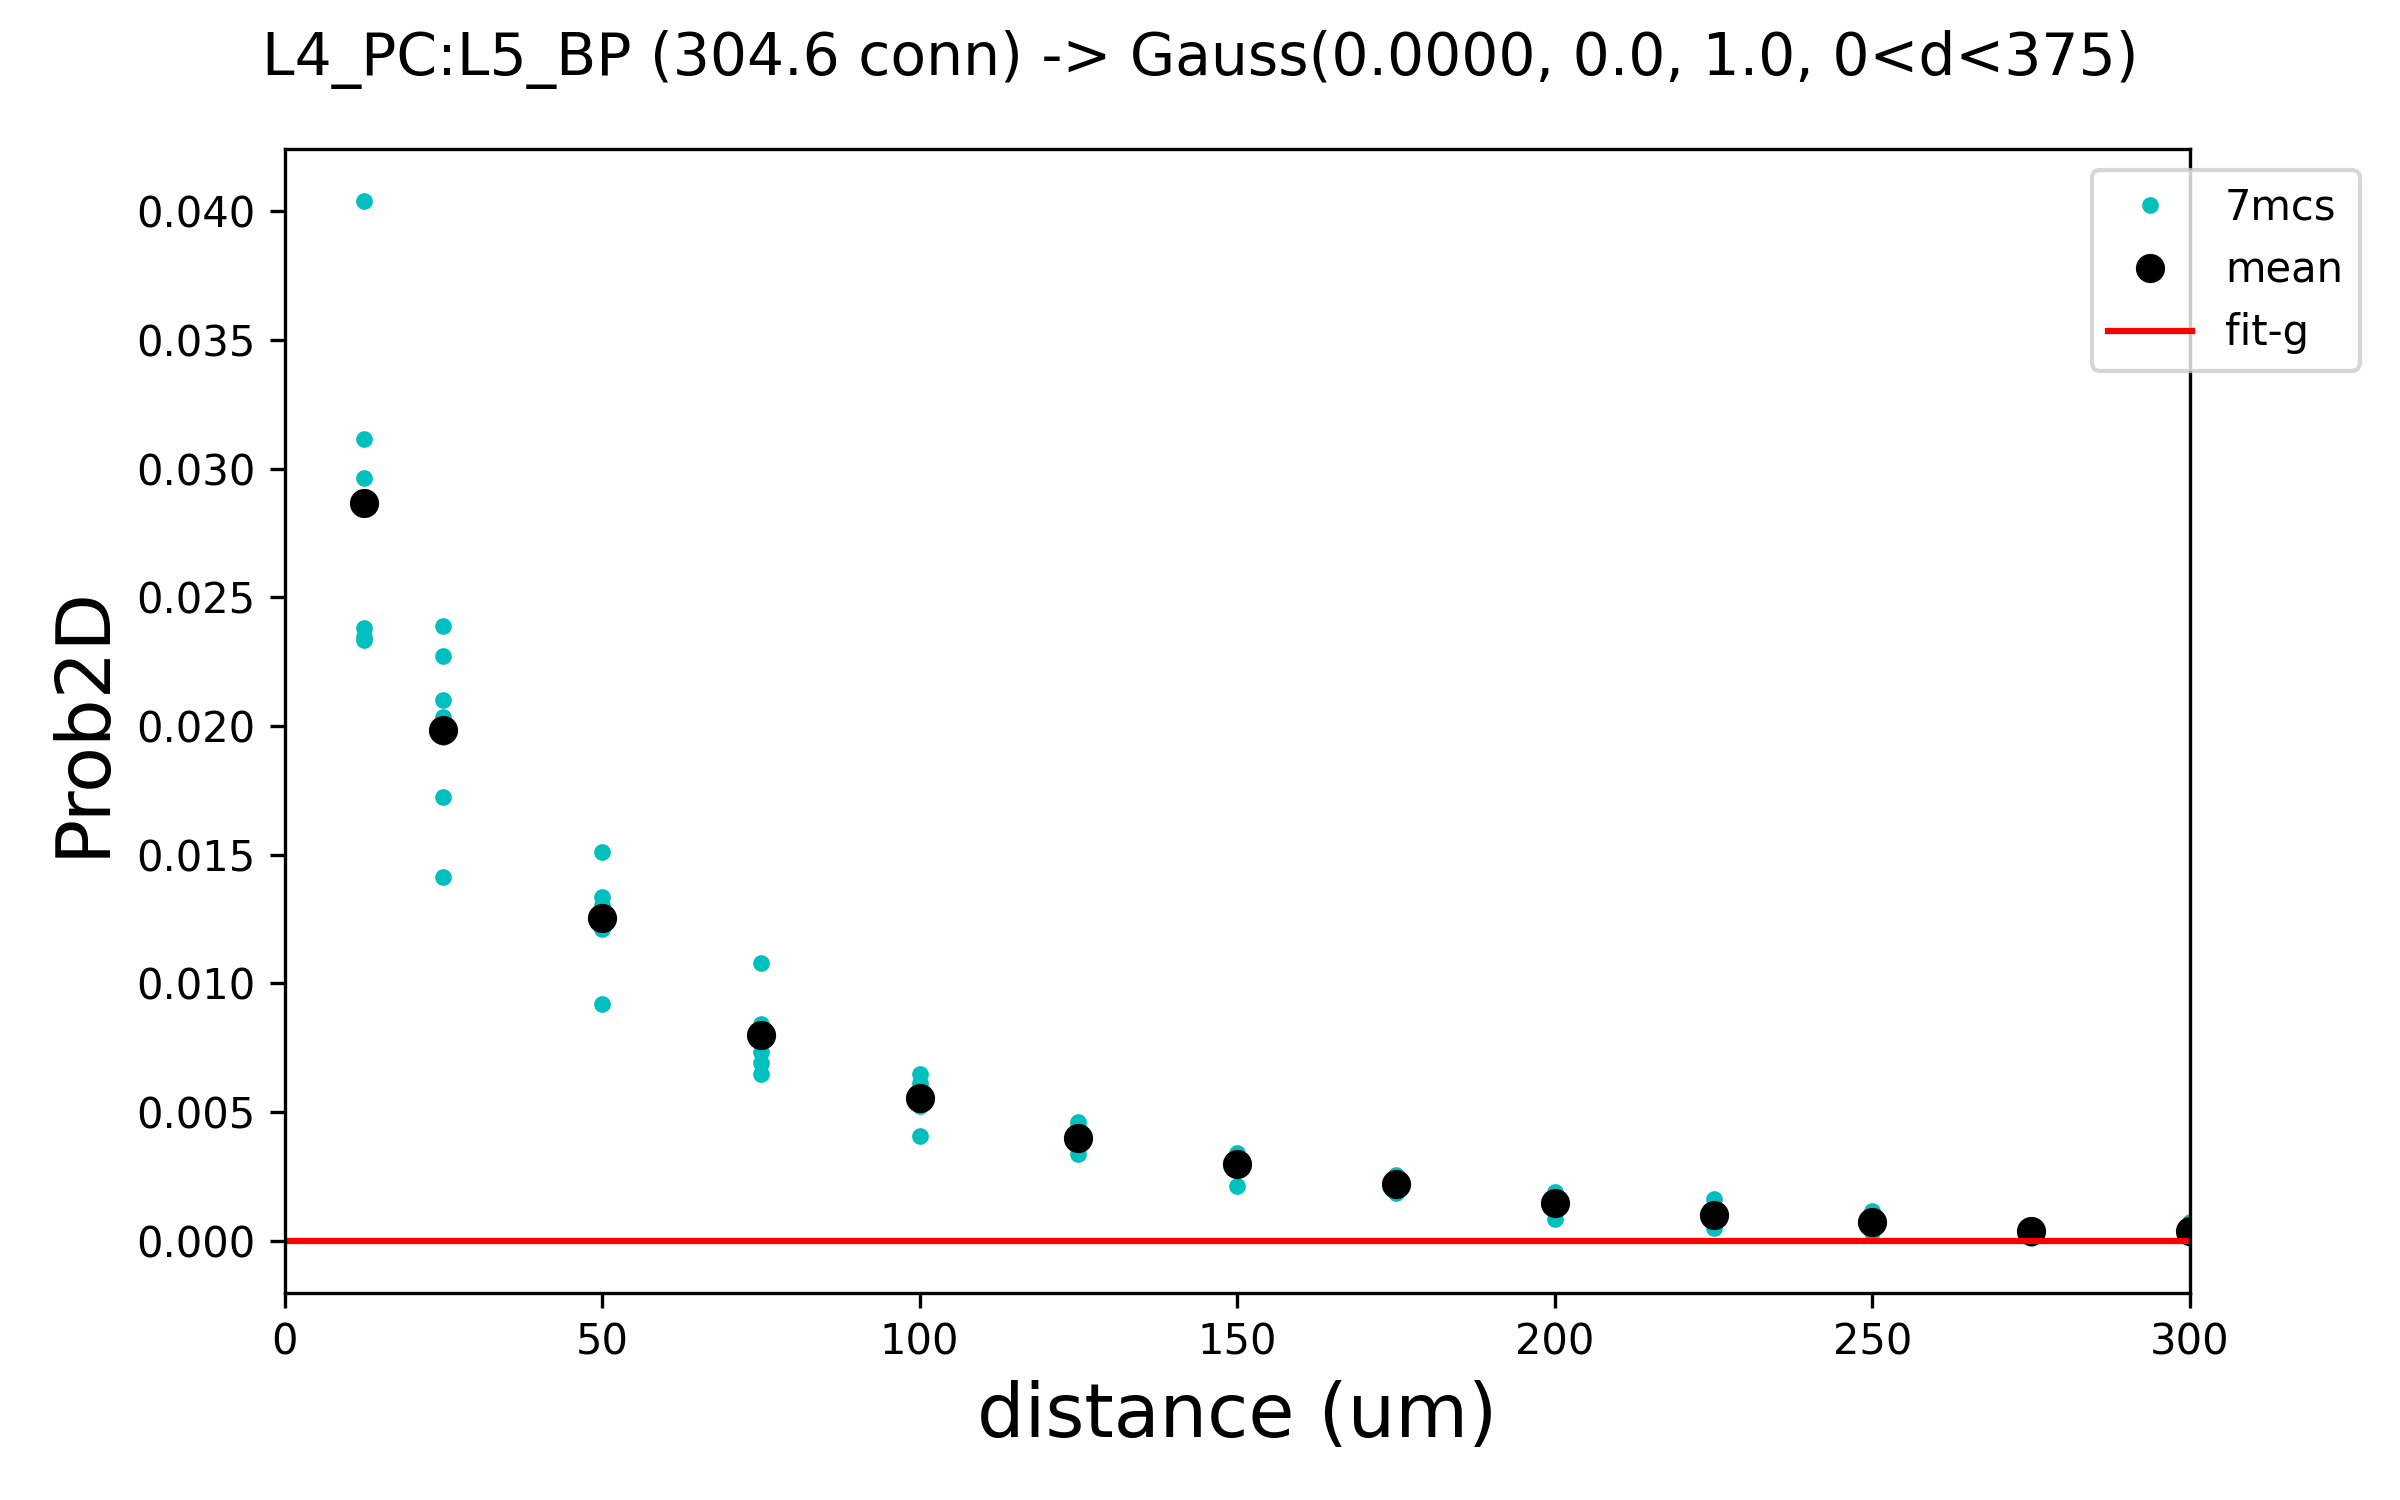 L4_PC:L5_BP (304.6 conn) -> Gauss(0.0000, 0.0, 1.0, 0<d<375)
7mcs
mean
fit-g
Prob2D
0.040
0.035
0.030
0.025
0.020
0.015
0.010
0.005
0.000
0 50 100 150 200 250 300
distance (um)